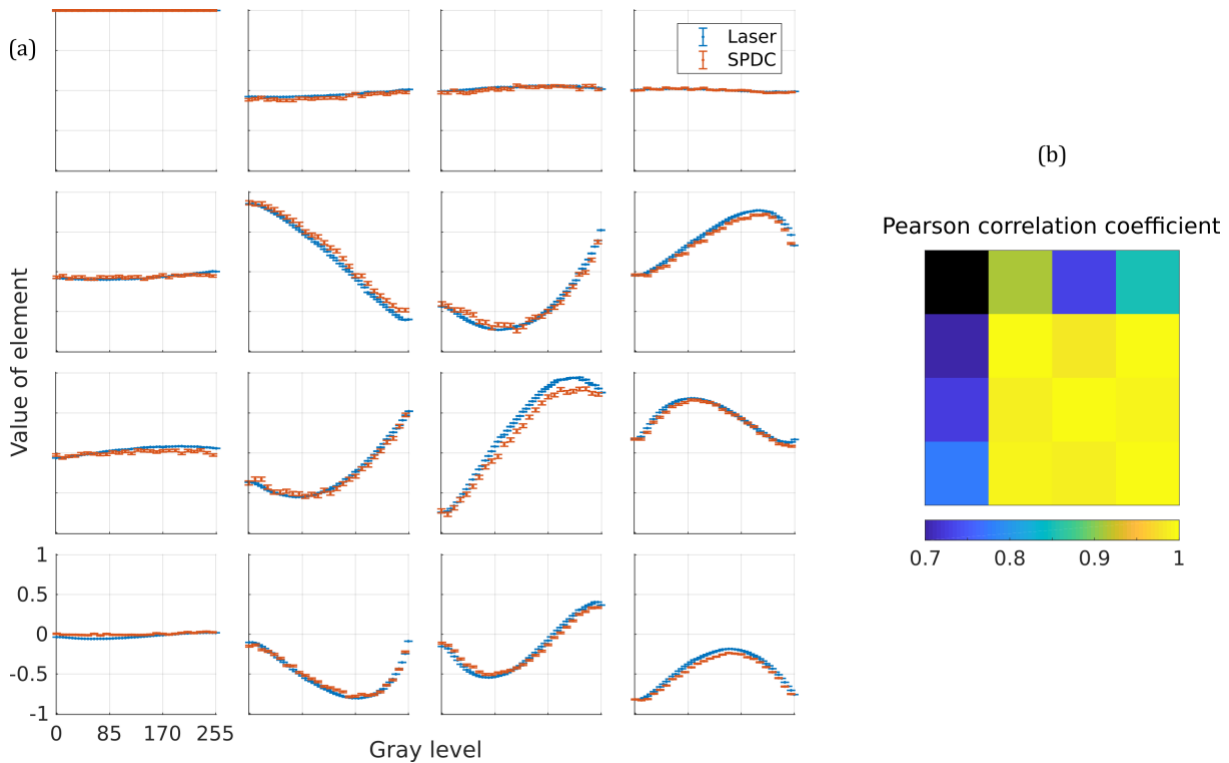 (a)
Laser
SPDC
Value of element
1
0.5
0
-0.5
-1
0 85 170 255
Gray level
(b)
Pearson correlation coefficient
0.7 0.8 0.9 1